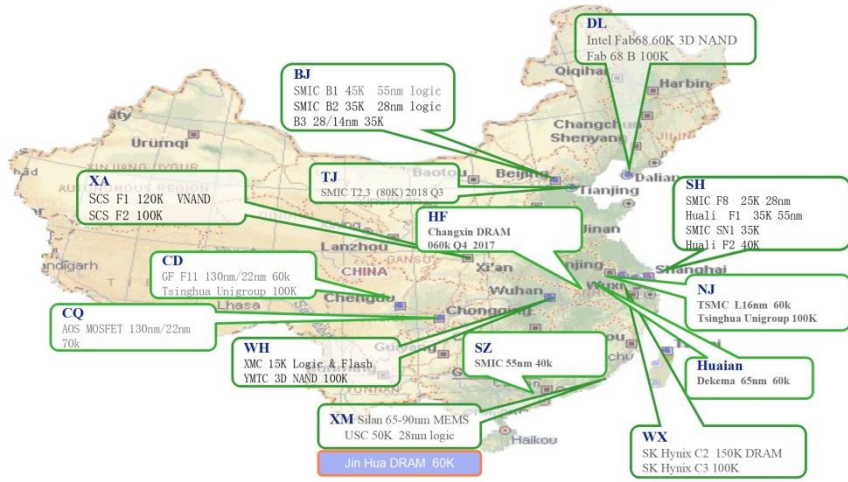 DL
Intel Fab68 60K 3D NAND
Fab 68 B 100K
BJ
SMIC B1 45K 55nm logic
SMIC B2 35K 28nm logic
B3 28/14nm 35K
Qiqihar
Harbin
Changchun
Shenyang
JILIN
Ürümqi
Baotou
Beijing
Dalian
Tianjing
XA
SCS F1 120K VNAND
SCS F2 100K
TJ
SMIC T2,3 (80K) 2018 Q3
HF
Changxin DRAM
060k Q4 2017
SH
SMIC F8 25K 28nm
Huali F1 35K 55nm
SMIC SN1 35K
Huali F2 40K
Xining
Jinan
Lanzhou
GANSU
CHINA
Xi'an
Shanghai
CD
GF F11 130nm/22nm 60k
Tsinghua Unigroup 100K
Lhasa
Chengdu
Wuhan
Wuxi
NJ
TSMC L16nm 60k
Tsinghua Unigroup 100K
CQ
AOS MOSFET 130nm/22nm
70k
Chongqing
WH
XMC 15K Logic & Flash
YMTC 3D NAND 100K
Guiyang
YUNNAN
SZ
SMIC 55nm 40k
Huaian
Dekema 65nm 60k
XM Silan 65-90nm MEMS
USC 50K 28nm logic
Haikou
WX
SK Hynix C2 150K DRAM
SK Hynix C3 100K
Jin Hua DRAM 60K